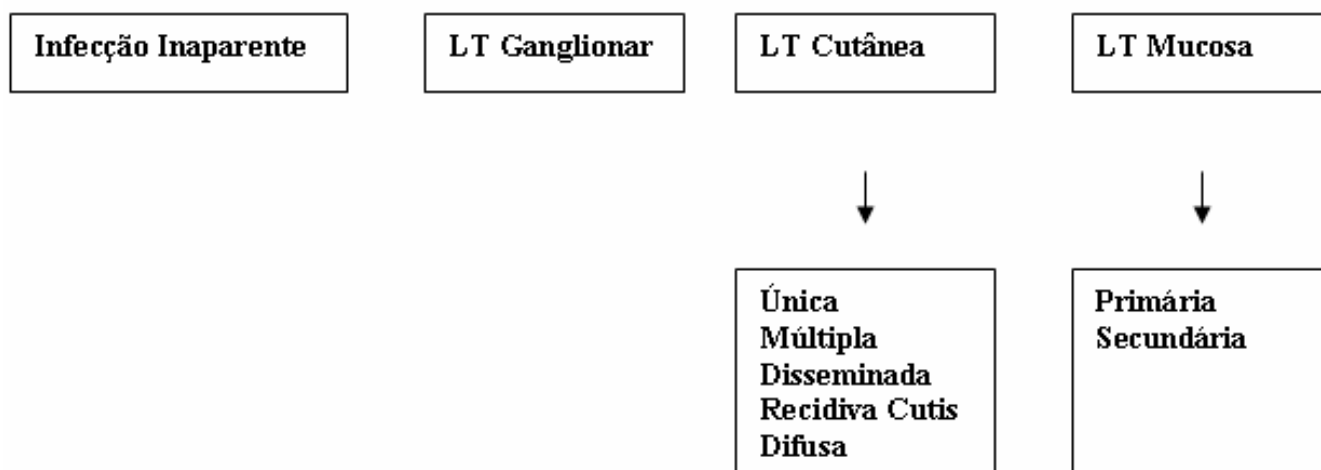 Infecção Inaparente
LT Ganglionar
LT Cutânea
LT Mucosa
Única
Múltipla
Disseminada
Recidiva Cutis
Difusa
Primária
Secundária